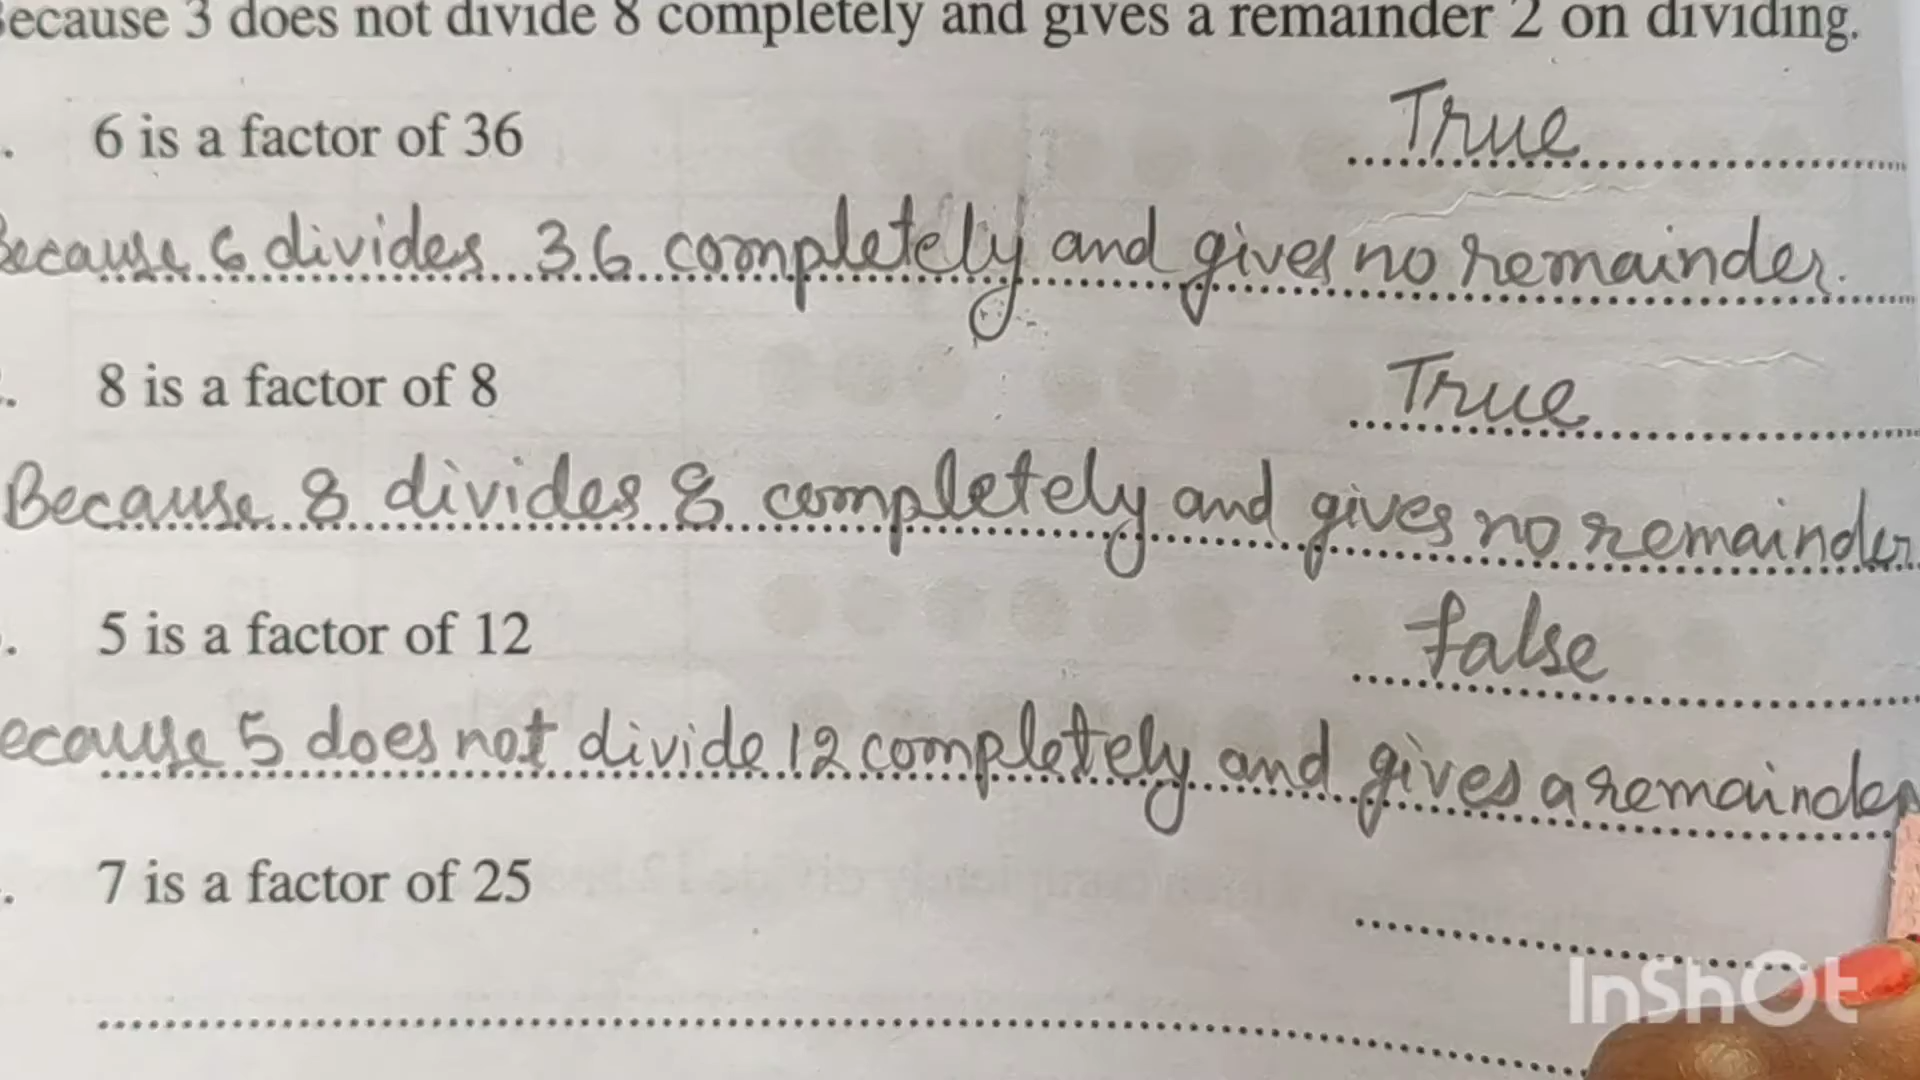 ecause 3 does not divide 8 completely and gives a remainder 2 on dividing.
. 6 is a factor of 36 True
Because 6 divides 36 completely and gives no remainder.
. 8 is a factor of 8 True
Because 8 divides 8 completely and gives no remainder
. 5 is a factor of 12 false
ecause 5 does not divide 12 completely and gives a remainder
. 7 is a factor of 25
InShOt